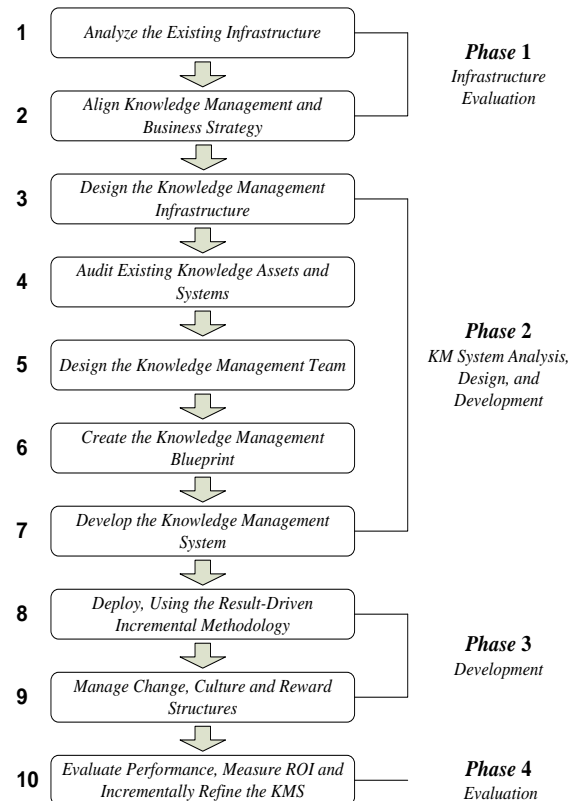 1
Analyze the Existing Infrastructure
2
Align Knowledge Management and
Business Strategy
Phase 1
Infrastructure
Evaluation
3
Design the Knowledge Management
Infrastructure
4
Audit Existing Knowledge Assets and
Systems
5
Design the Knowledge Management Team
6
Create the Knowledge Management
Blueprint
7
Develop the Knowledge Management
System
Phase 2
KM System Analysis,
Design, and
Development
8
Deploy, Using the Result-Driven
Incremental Methodology
9
Manage Change, Culture and Reward
Structures
Phase 3
Development
10
Evaluate Performance, Measure ROI and
Incrementally Refine the KMS
Phase 4
Evaluation